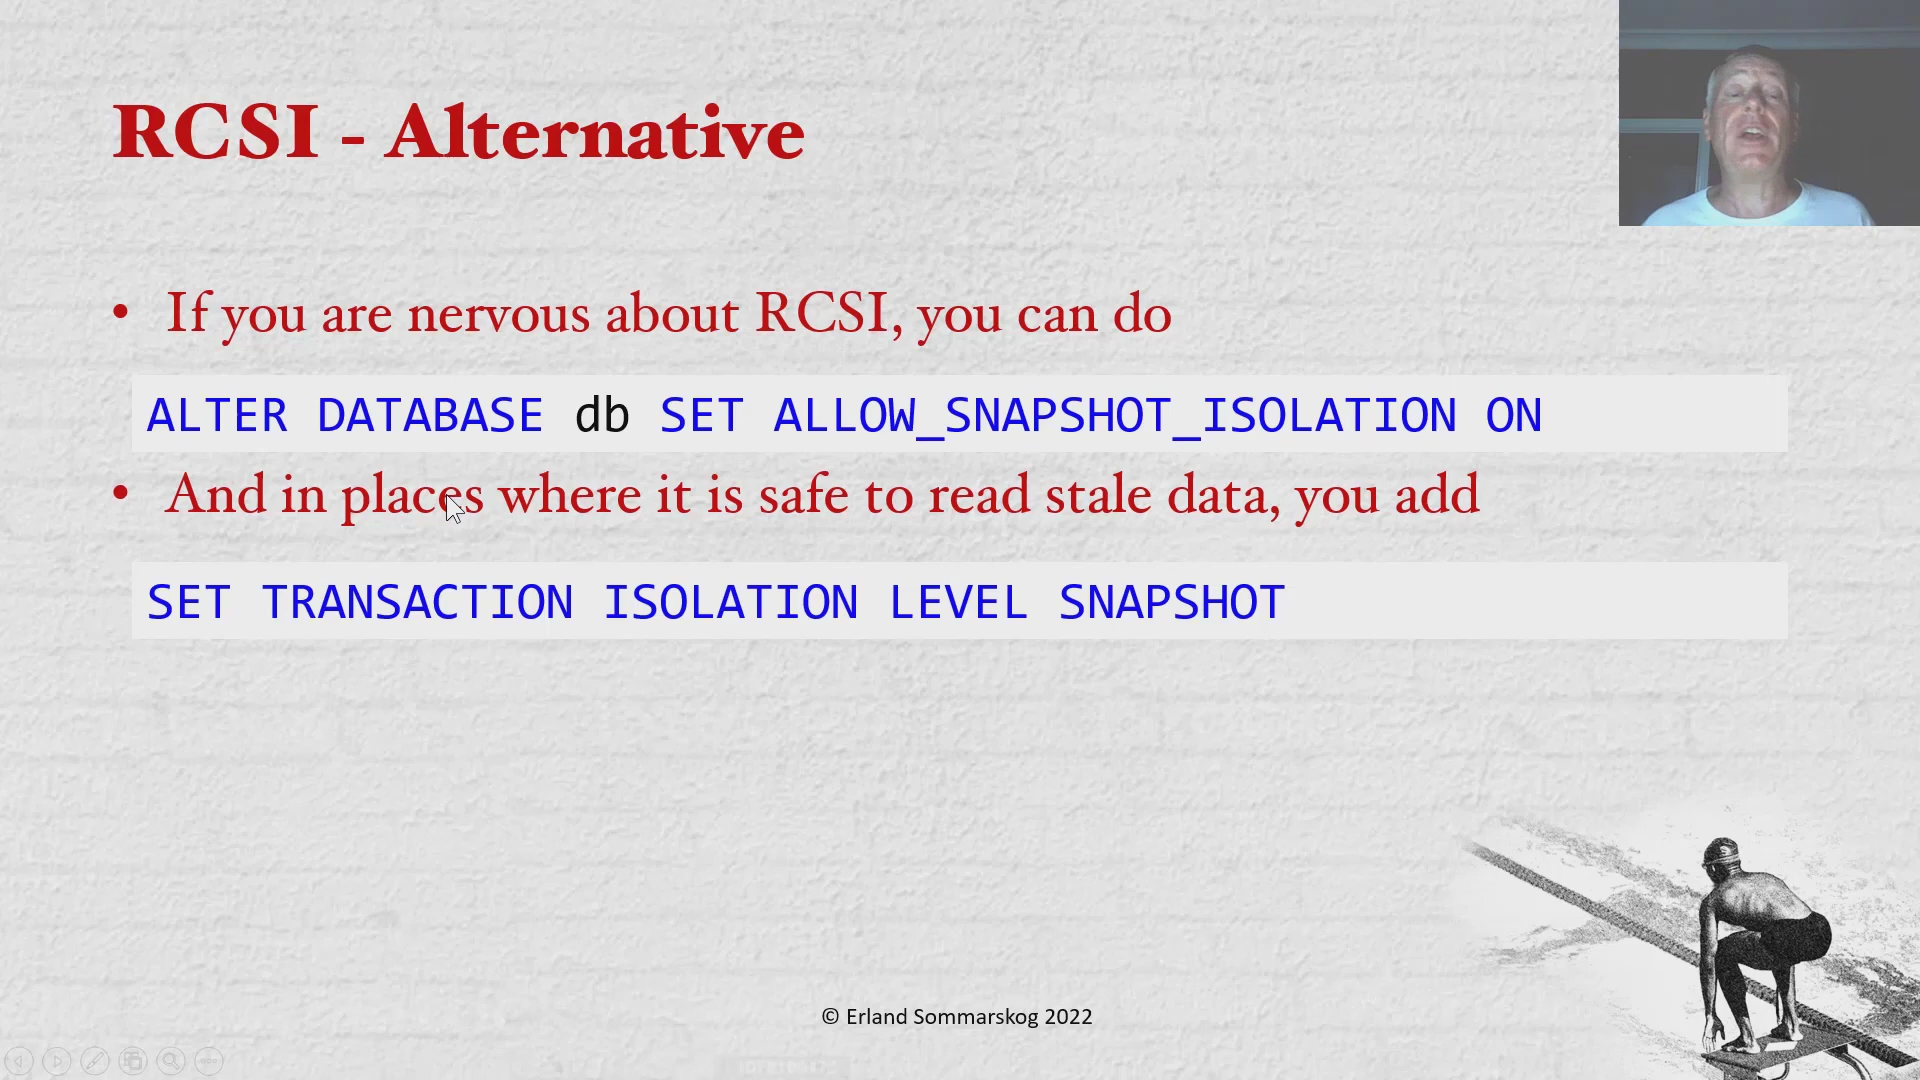 RCSI - Alternative
• If you are nervous about RCSI, you can do
ALTER DATABASE db SET ALLOW_SNAPSHOT_ISOLATION ON
• And in places where it is safe to read stale data, you add
SET TRANSACTION ISOLATION LEVEL SNAPSHOT
© Erland Sommarskog 2022